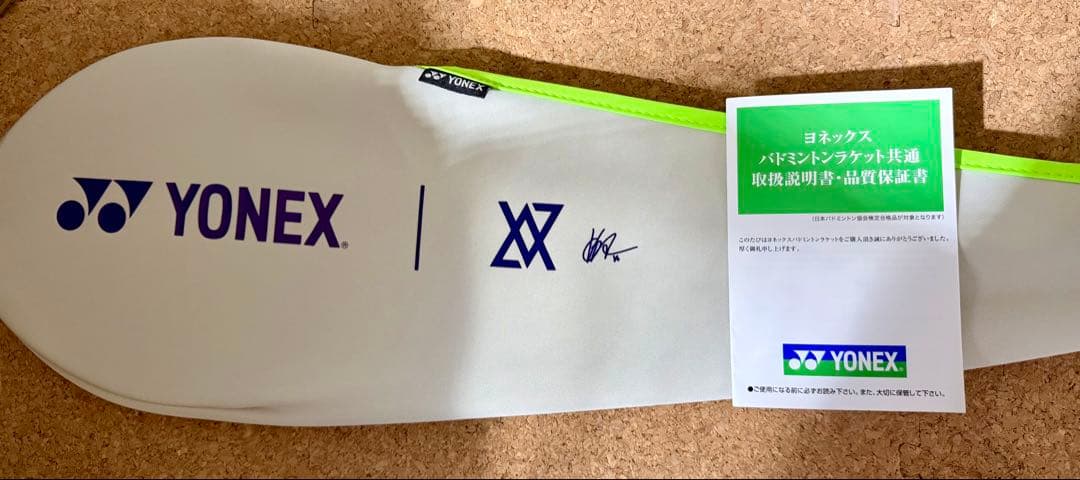 YONEX
YONEX®
ヨネックス
バドミントンラケット共通
取扱説明書・品質保証書
(日本バドミントン協会検定合格品が対象となります)
このたびはヨネックスバドミントンラケットをご購入頂き誠にありがとうございました。
厚く御礼申し上げます。
YONEX®
●ご使用になる前に必ずお読み下さい。また、大切に保管して下さい。